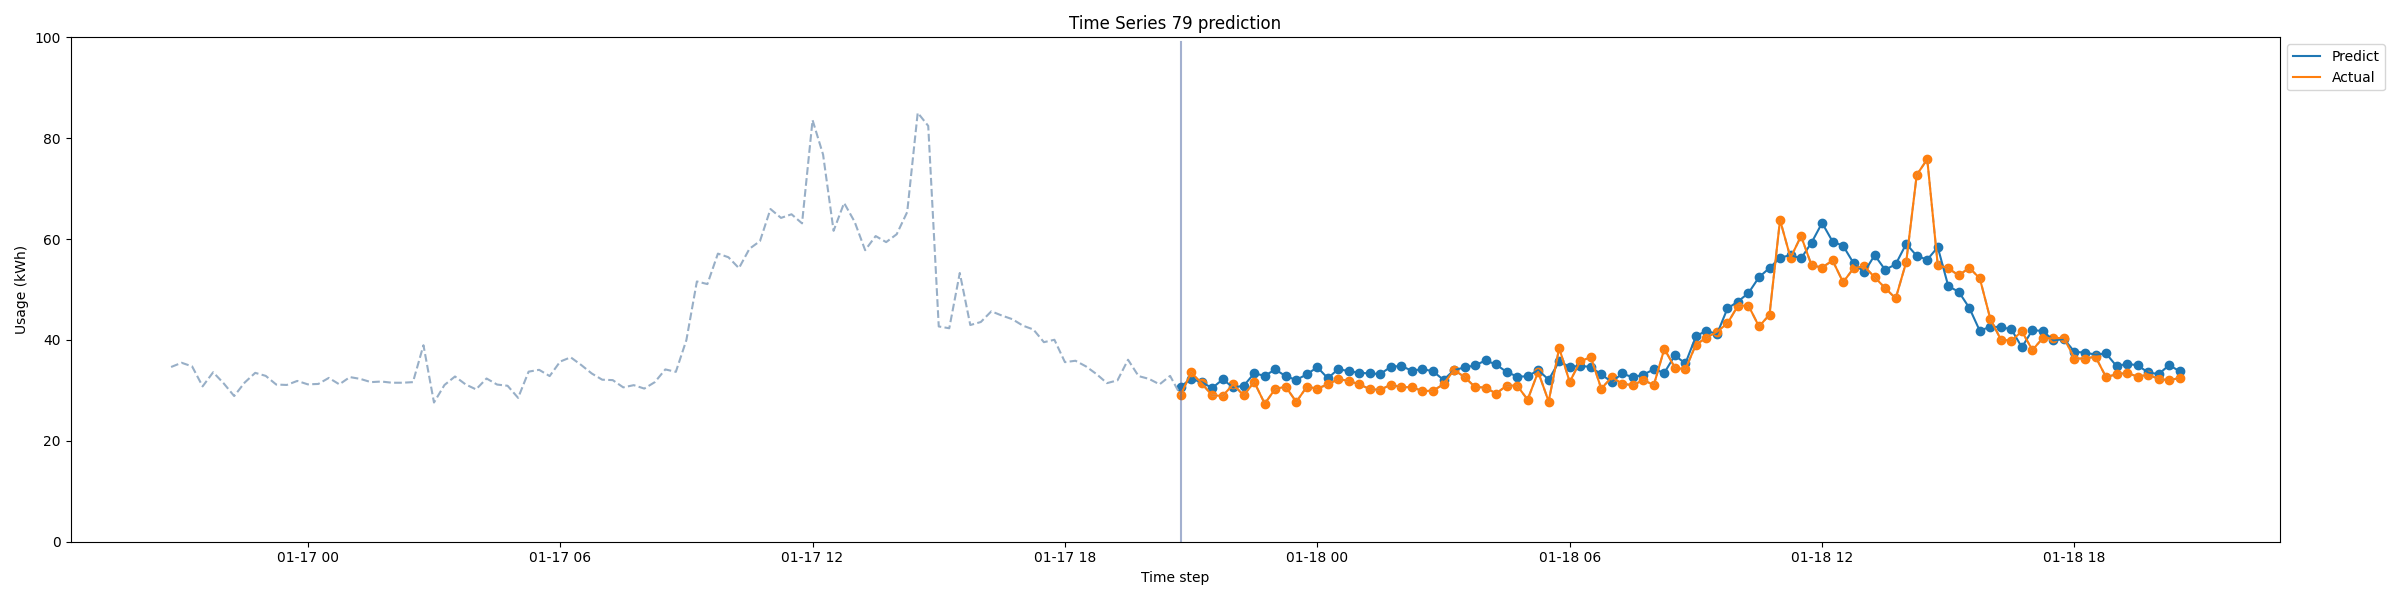 Time Series 79 prediction
100
80
60
40
20
0
Usage (kWh)
Predict
Actual
01-17 00
01-17 06
01-17 12
01-17 18
01-18 00
01-18 06
01-18 12
01-18 18
Time step